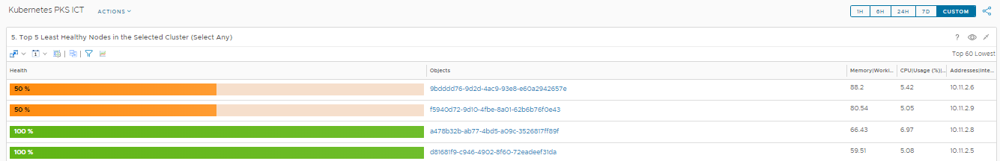 Kubernetes PKS ICT ACTIONS 1H 6H 24H 7D CUSTOM
5. Top 5 Least Healthy Nodes in the Selected Cluster (Select Any) ?
1 Top 60 Lowest
Health Objects Memory|Worki... CPU|Usage (%)|... Addresses|Inte...
50 % 9bdddd76-9d2d-4ac9-93e8-e60a2942657e 88.2 5.42 10.11.2.6
50 % f5940d72-9d10-4fbe-8a01-62b6b76f0e43 80.54 5.05 10.11.2.9
100 % a478b32b-ab77-4bd5-a09c-3526817ff89f 66.43 6.97 10.11.2.8
100 % d81681f9-c946-4902-8f60-72eadeef31da 59.51 5.08 10.11.2.5